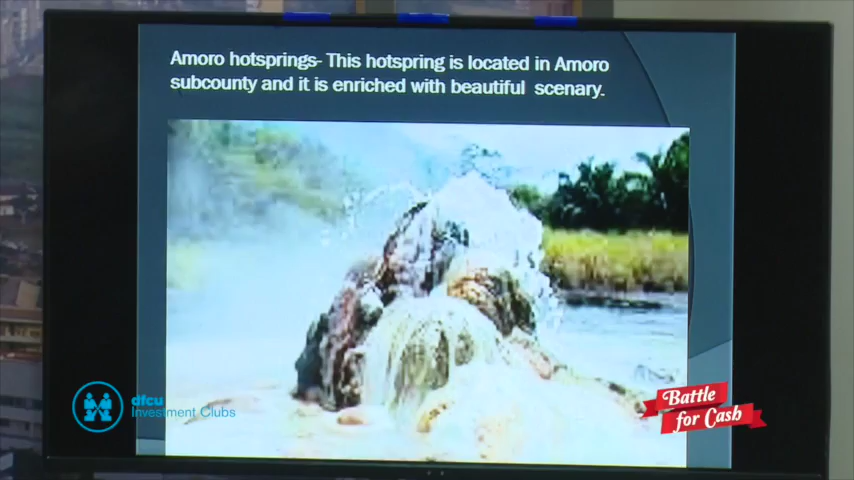 Amoro hotsprings- This hotspring is located in Amoro
subcounty and it is enriched with beautiful scenary.
dfcu
Investment Clubs
Battle
for Cash